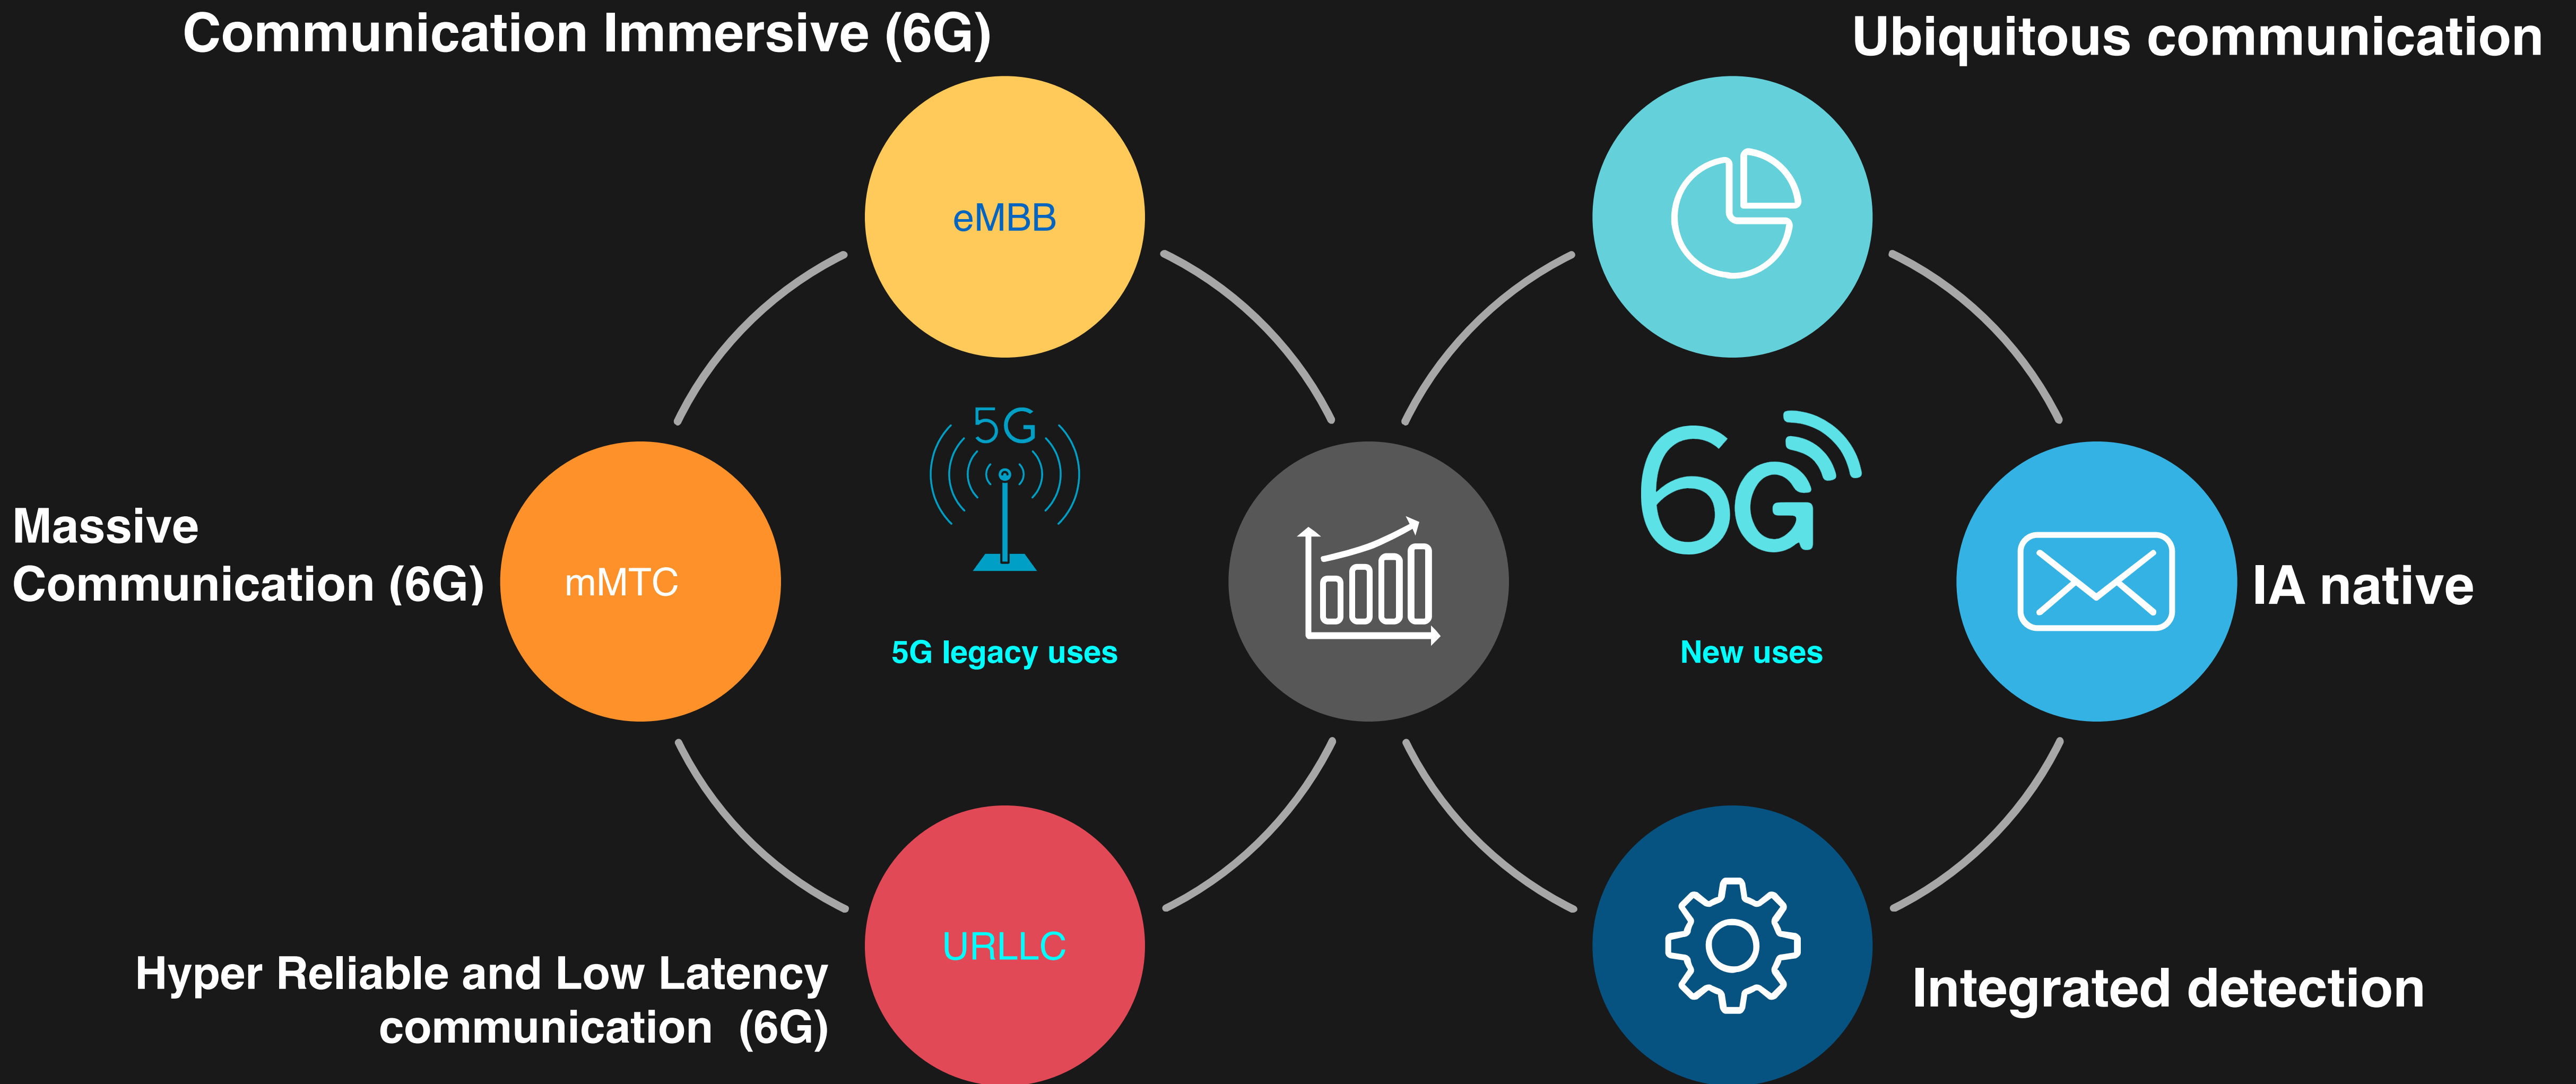 Communication Immersive (6G)
Ubiquitous communication
eMBB
5G
6G
Massive
Communication (6G)
mMTC
IA native
5G legacy uses
New uses
URLLC
Hyper Reliable and Low Latency
communication (6G)
Integrated detection